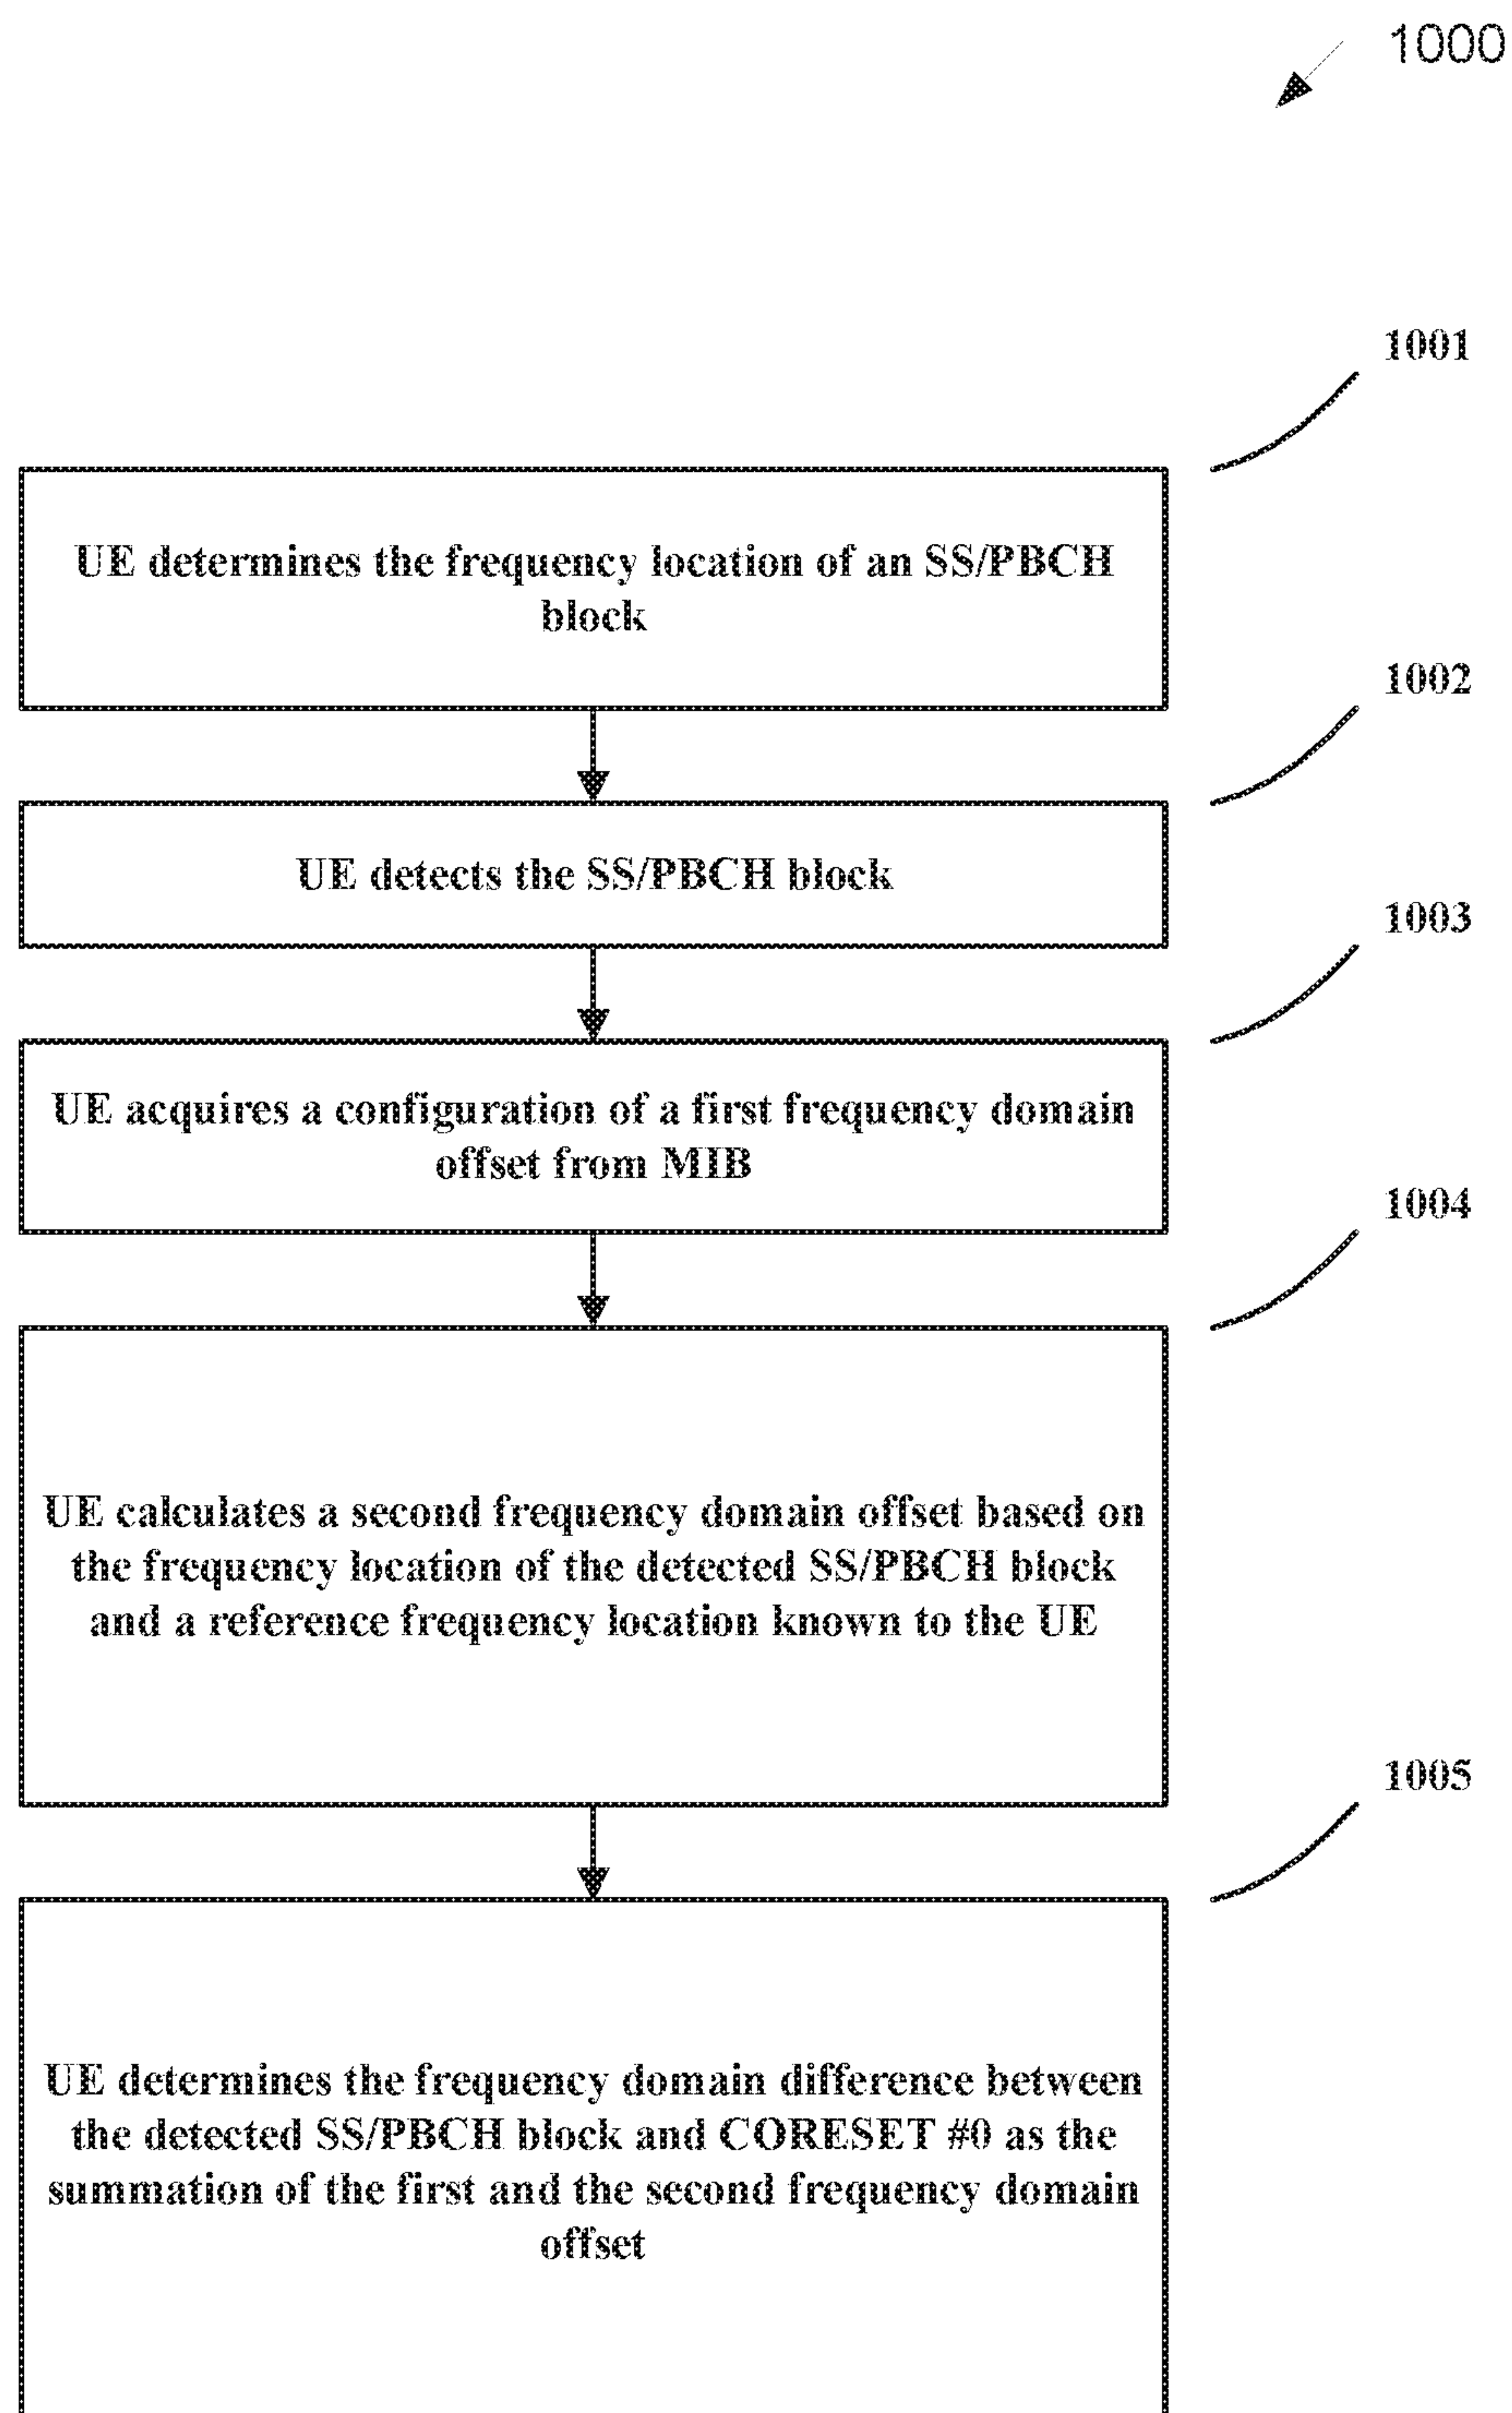 1000
1001
UE determines the frequency location of an SS/PBCH
block
1002
UE detects the SS/PBCH block
1003
UE acquires a configuration of a first frequency domain
offset from MIB
1004
UE calculates a second frequency domain offset based on
the frequency location of the detected SS/PBCH block
and a reference frequency location known to the UE
1005
UE determines the frequency domain difference between
the detected SS/PBCH block and CORESET #0 as the
summation of the first and the second frequency domain
offset